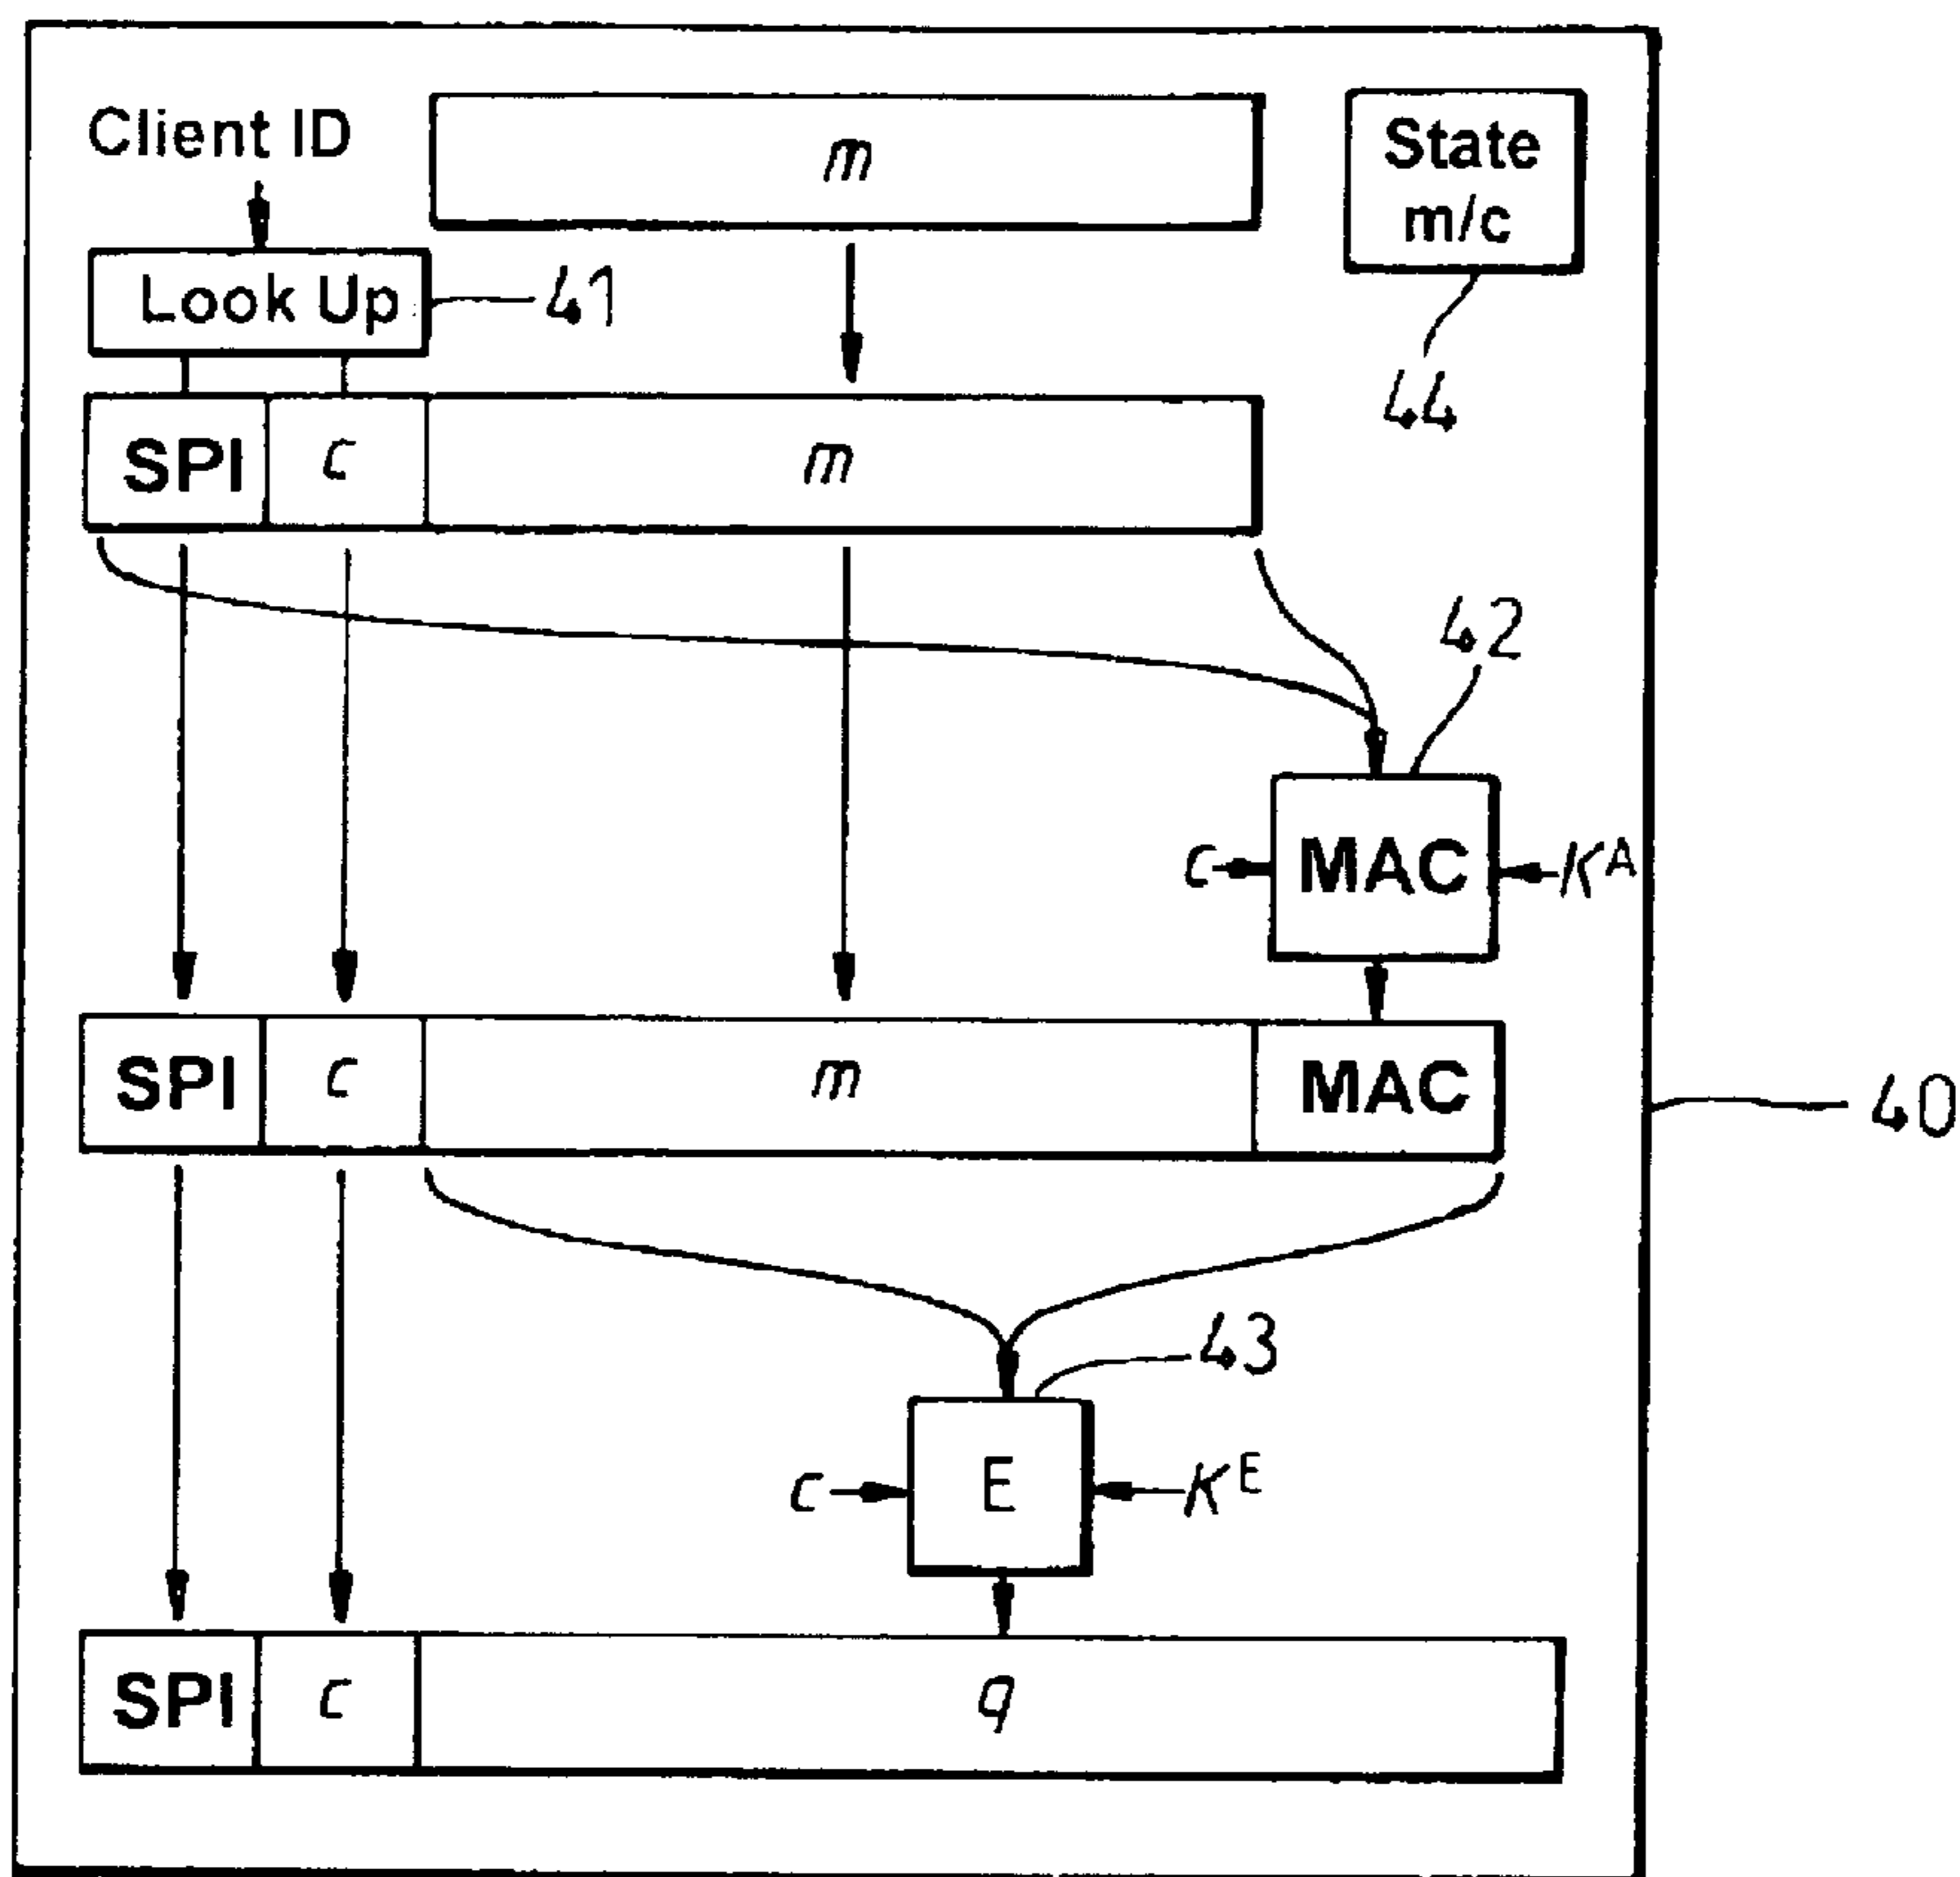 Client ID
m
State
m/c
Look Up
41
44
SPI c m
42
c MAC K^A
SPI c m MAC
40
43
c E K^E
SPI c q